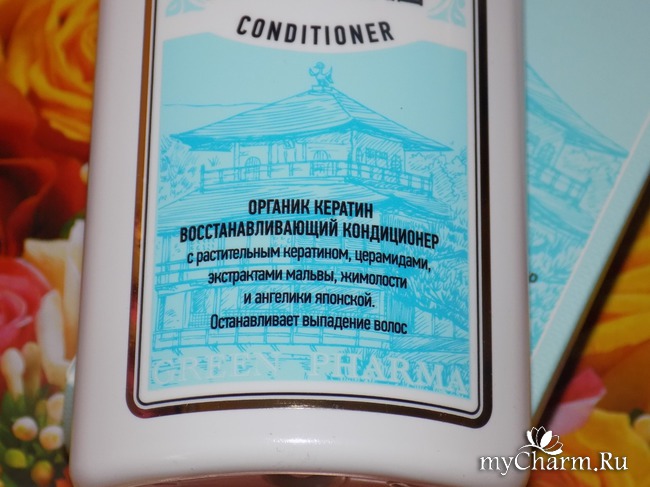 CONDITIONER
ОРГАНИК КЕРАТИН
ВОССТАНАВЛИВАЮЩИЙ КОНДИЦИОНЕР
с растительным кератином, церамидами,
экстрактами мальвы, жимолости
и ангелики японской.
Останавливает выпадение волос
GREEN PHARMA
myCharm.Ru